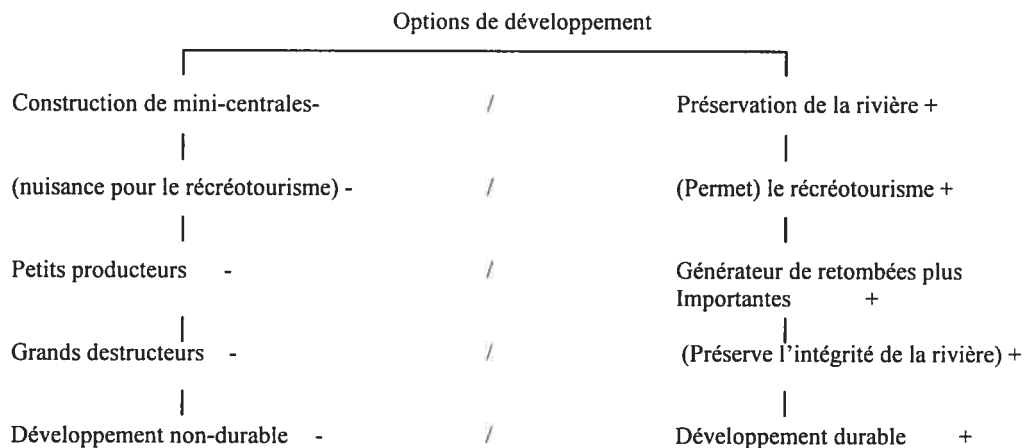 Options de développement
Construction de mini-centrales- / Préservation de la rivière +
(nuisance pour le récréotourisme) - / (Permet) le récréotourisme +
Petits producteurs - / Générateur de retombées plus
Importantes +
Grands destructeurs - / (Préserve l'intégrité de la rivière) +
Développement non-durable - / Développement durable +